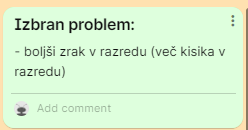 Izbran problem:
- boljši zrak v razredu (več kisika v
razredu)
Add comment